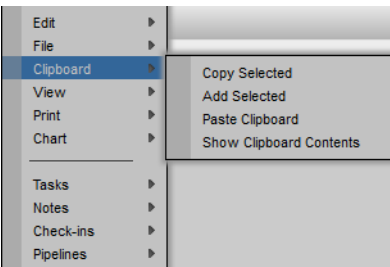 Edit
File
Clipboard
View
Print
Chart
Tasks
Notes
Check-ins
Pipelines
Copy Selected
Add Selected
Paste Clipboard
Show Clipboard Contents